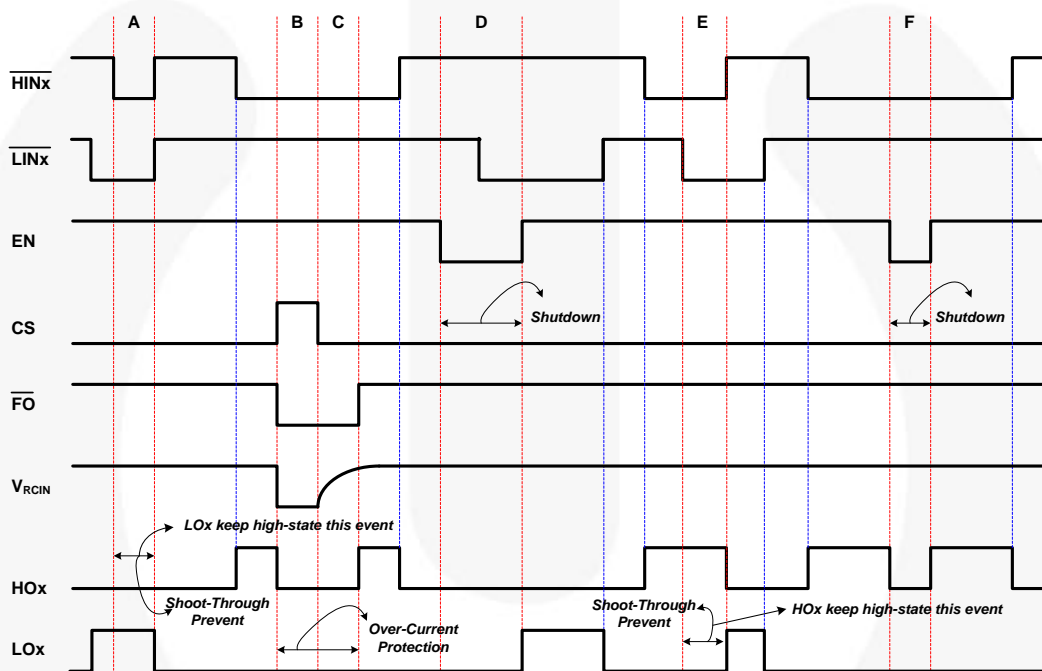 A B C D E F
HINx
LINx
EN
CS
Shutdown
Shutdown
FO
VRCIN
LOx keep high-state this event
HOx
Shoot-Through
Prevent
Over-Current
Protection
Shoot-Through
Prevent
HOx keep high-state this event
LOx